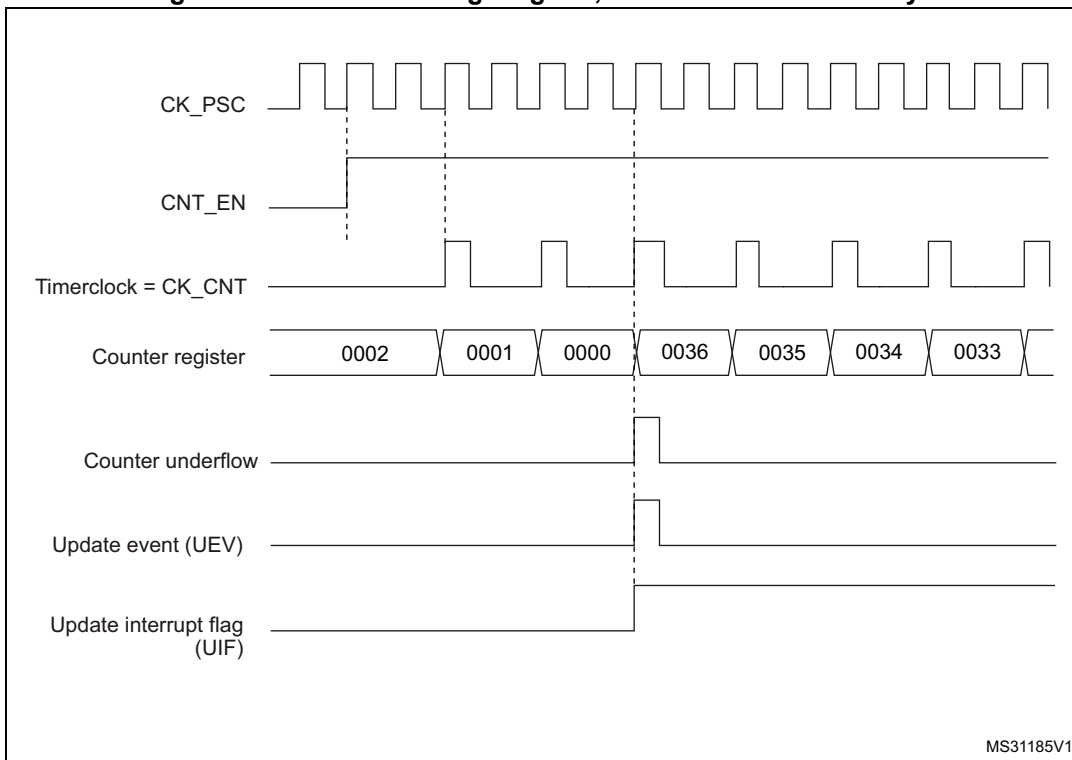 CK_PSC
CNT_EN
Timerclock = CK_CNT
Counter register
0002
0001
0000
0036
0035
0034
0033
Counter underflow
Update event (UEV)
Update interrupt flag
(UIF)
MS31185V1